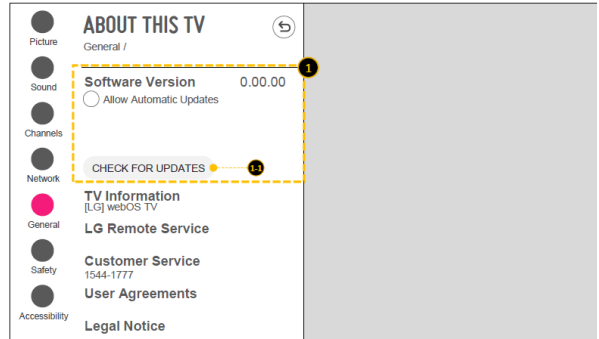 ABOUT THIS TV
General /
Picture
Sound
Channels
Network
General
Safety
Accessibility
1
Software Version 0.00.00
Allow Automatic Updates
CHECK FOR UPDATES 1-1
TV Information
[LG] webOS TV
LG Remote Service
Customer Service
1544-1777
User Agreements
Legal Notice